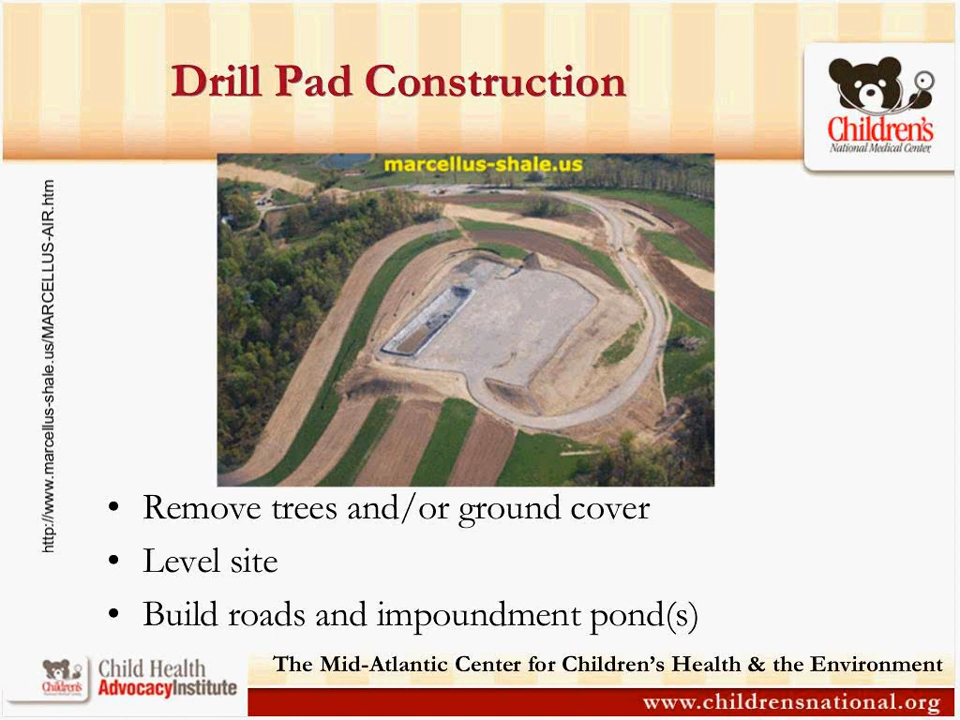 Drill Pad Construction
Children's
National Medical Center
marcellus-shale.us
http://www.marcellus-shale.us/MARCELLUS-AIR.htm
• Remove trees and/or ground cover
• Level site
• Build roads and impoundment pond(s)
The Mid-Atlantic Center for Children's Health & the Environment
Children's
Child Health
AdvocacyInstitute
www.childrensnational.org